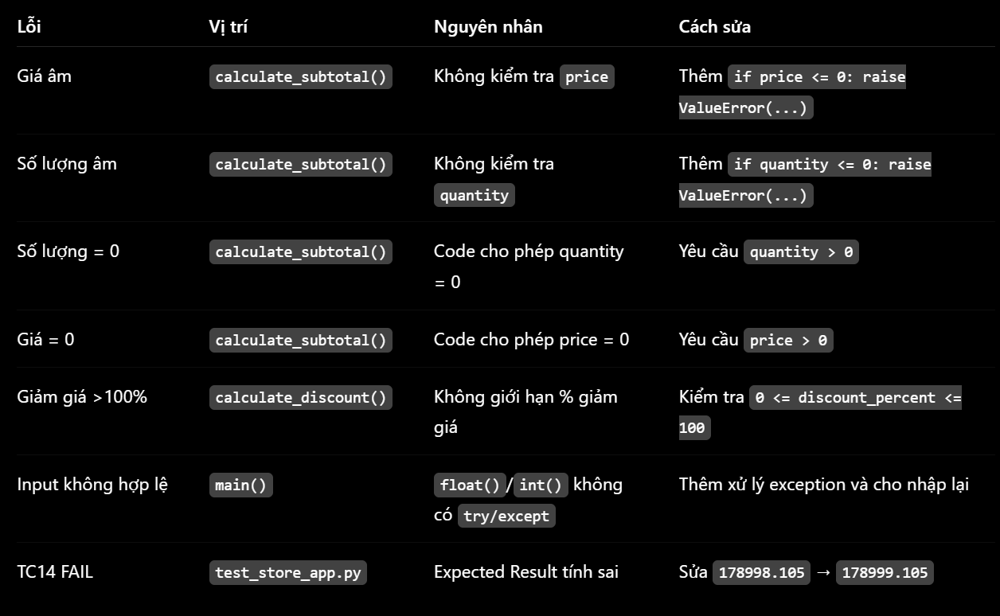 Lỗi Vị trí Nguyên nhân Cách sửa
Giá âm calculate_subtotal() Không kiểm tra price Thêm if price <= 0: raise
ValueError(...)
Số lượng âm calculate_subtotal() Không kiểm tra Thêm if quantity <= 0: raise
quantity ValueError(...)
Số lượng = 0 calculate_subtotal() Code cho phép quantity Yêu cầu quantity > 0
= 0
Giá = 0 calculate_subtotal() Code cho phép price = 0 Yêu cầu price > 0
Giảm giá >100% calculate_discount() Không giới hạn % giảm Kiểm tra 0 <= discount_percent <=
giá 100
Input không hợp lệ main() float()/int() không Thêm xử lý exception và cho nhập lại
có try/except
TC14 FAIL test_store_app.py Expected Result tính sai Sửa 178998.105 → 178999.105